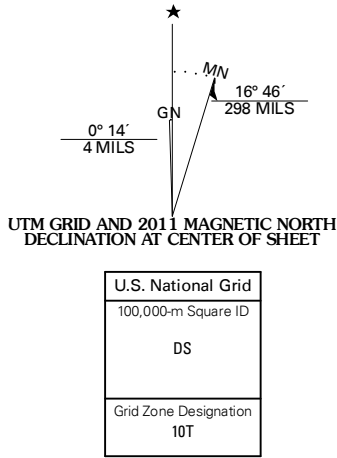 MN
GN
16° 46´
298 MILS
0° 14´
4 MILS
UTM GRID AND 2011 MAGNETIC NORTH
DECLINATION AT CENTER OF SHEET
U.S. National Grid
100,000-m Square ID
DS
Grid Zone Designation
10T